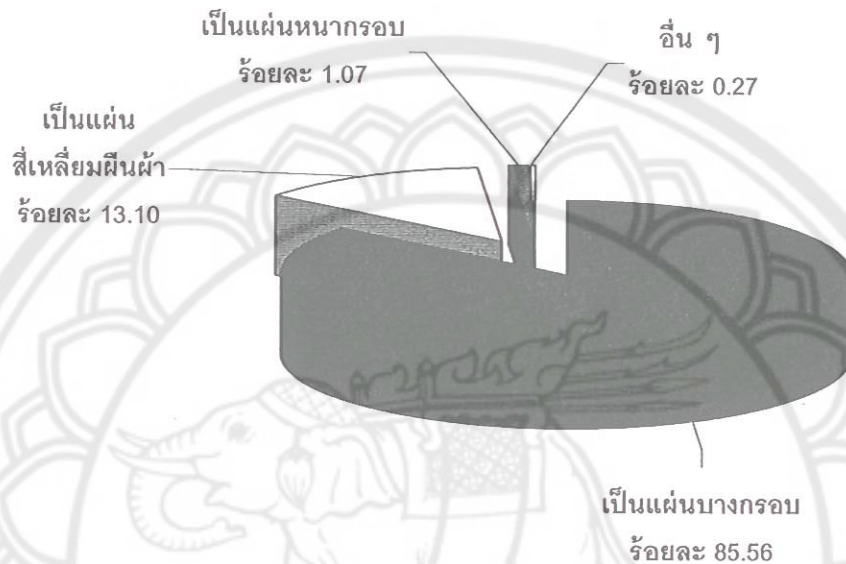 เป็นแผ่นหนากรอบ
ร้อยละ 1.07
อื่น ๆ
ร้อยละ 0.27
เป็นแผ่น
สี่เหลี่ยมผืนผ้า
ร้อยละ 13.10
เป็นแผ่นบางกรอบ
ร้อยละ 85.56